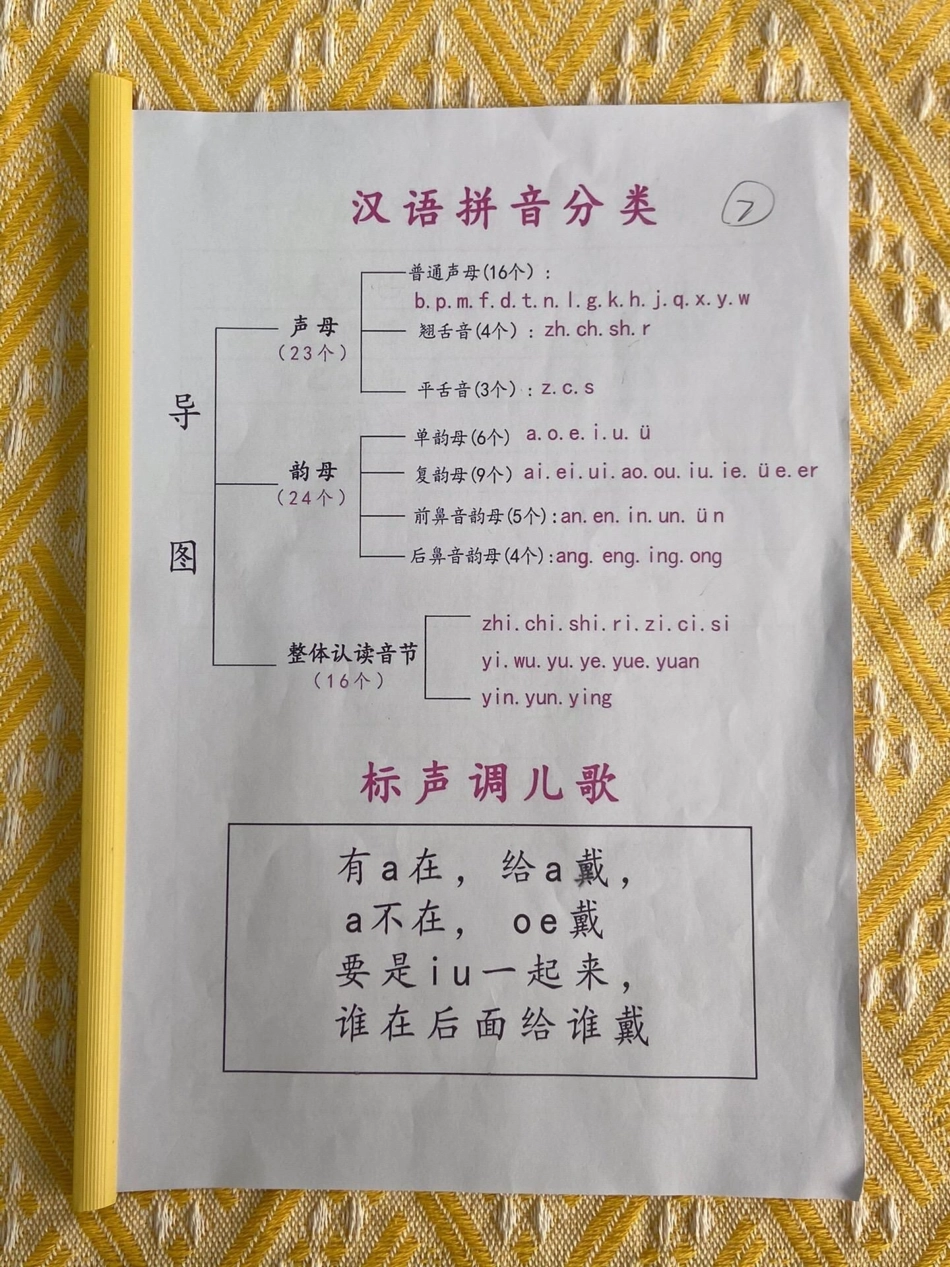 汉语拼音分类 7
导图
声母
(23个)
普通声母(16个):
b.p.m.f.d.t.n.l.g.k.h.j.q.x.y.w
翘舌音(4个):zh.ch.sh.r
平舌音(3个):z.c.s
韵母
(24个)
单韵母(6个) a.o.e.i.u.ü
复韵母(9个) ai.ei.ui.ao.ou.iu.ie.üe.er
前鼻音韵母(5个):an.en.in.un.ün
后鼻音韵母(4个):ang.eng.ing.ong
整体认读音节
(16个)
zhi.chi.shi.ri.zi.ci.si
yi.wu.yu.ye.yue.yuan
yin.yun.ying
标声调儿歌
有a在，给a戴，
a不在，oe戴
要是iu一起来，
谁在后面给谁戴